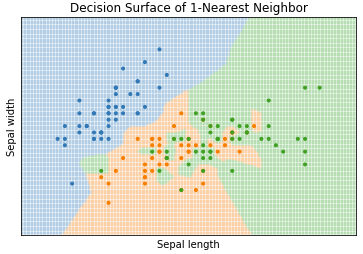 Decision Surface of 1-Nearest Neighbor
Sepal width
Sepal length